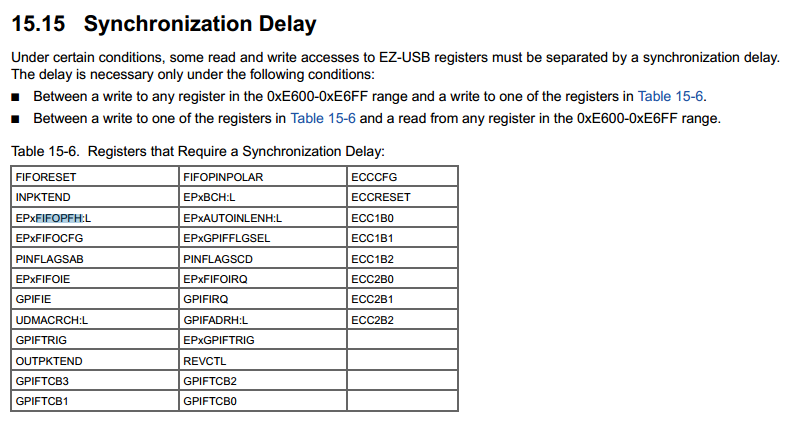 15.15 Synchronization Delay
Under certain conditions, some read and write accesses to EZ-USB registers must be separated by a synchronization delay.
The delay is necessary only under the following conditions:
■ Between a write to any register in the 0xE600-0xE6FF range and a write to one of the registers in Table 15-6.
■ Between a write to one of the registers in Table 15-6 and a read from any register in the 0xE600-0xE6FF range.
Table 15-6. Registers that Require a Synchronization Delay:
FIFORESET FIFOPINPOLAR ECCCFG
INPKTEND EPxBCH:L ECCRESET
EPxFIFOPFH:L EPxAUTOINLENH:L ECC1B0
EPxFIFOCFG EPxGPIFFLGSEL ECC1B1
PINFLAGSAB PINFLAGSCD ECC1B2
EPxFIFOIE EPxFIFOIRQ ECC2B0
GPIFIE GPIFIRQ ECC2B1
UDMACRCH:L GPIFADRH:L ECC2B2
GPIFTRIG EPxGPIFTRIG
OUTPKTEND REVCTL
GPIFTCB3 GPIFTCB2
GPIFTCB1 GPIFTCB0